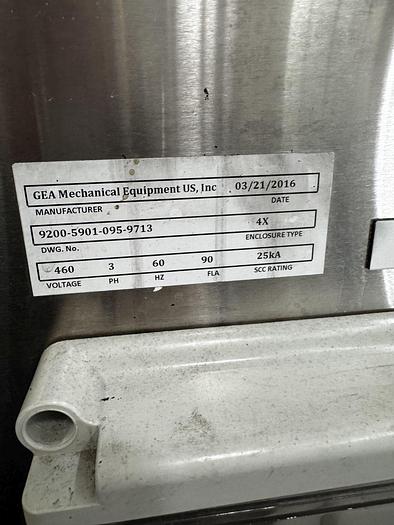 GEA Mechanical Equipment US, Inc 03/21/2016
MANUFACTURER DATE
9200-5901-095-9713 4X
DWG. No. ENCLOSURE TYPE
460 3 60 90 25kA
VOLTAGE PH HZ FLA SCC RATING